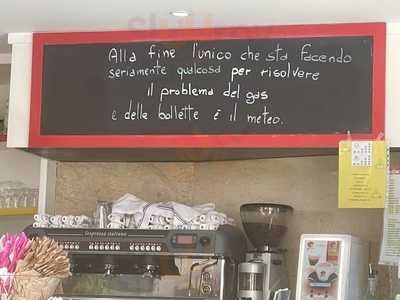 Alla fine l'unico che sta facendo
seriamente qualcosa per risolvere
il problema del gas
e delle bollette è il meteo.